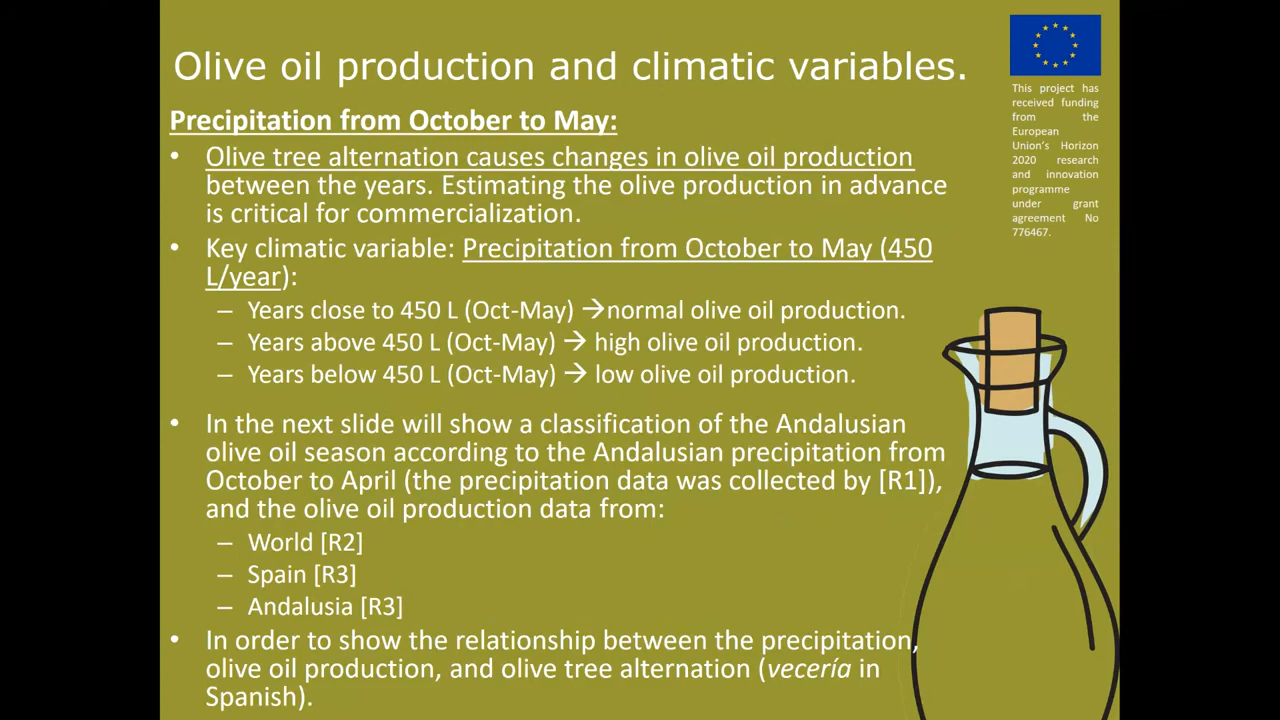 Olive oil production and climatic variables.
This project has
received funding
from the
European
Union's Horizon
2020 research
and innovation
programme
under grant
agreement No
776467.
Precipitation from October to May:
• Olive tree alternation causes changes in olive oil production
between the years. Estimating the olive production in advance
is critical for commercialization.
• Key climatic variable: Precipitation from October to May (450
L/year):
– Years close to 450 L (Oct-May) →normal olive oil production.
– Years above 450 L (Oct-May) → high olive oil production.
– Years below 450 L (Oct-May) → low olive oil production.
• In the next slide will show a classification of the Andalusian
olive oil season according to the Andalusian precipitation from
October to April (the precipitation data was collected by [R1]),
and the olive oil production data from:
– World [R2]
– Spain [R3]
– Andalusia [R3]
• In order to show the relationship between the precipitation,
olive oil production, and olive tree alternation (vecería in
Spanish).